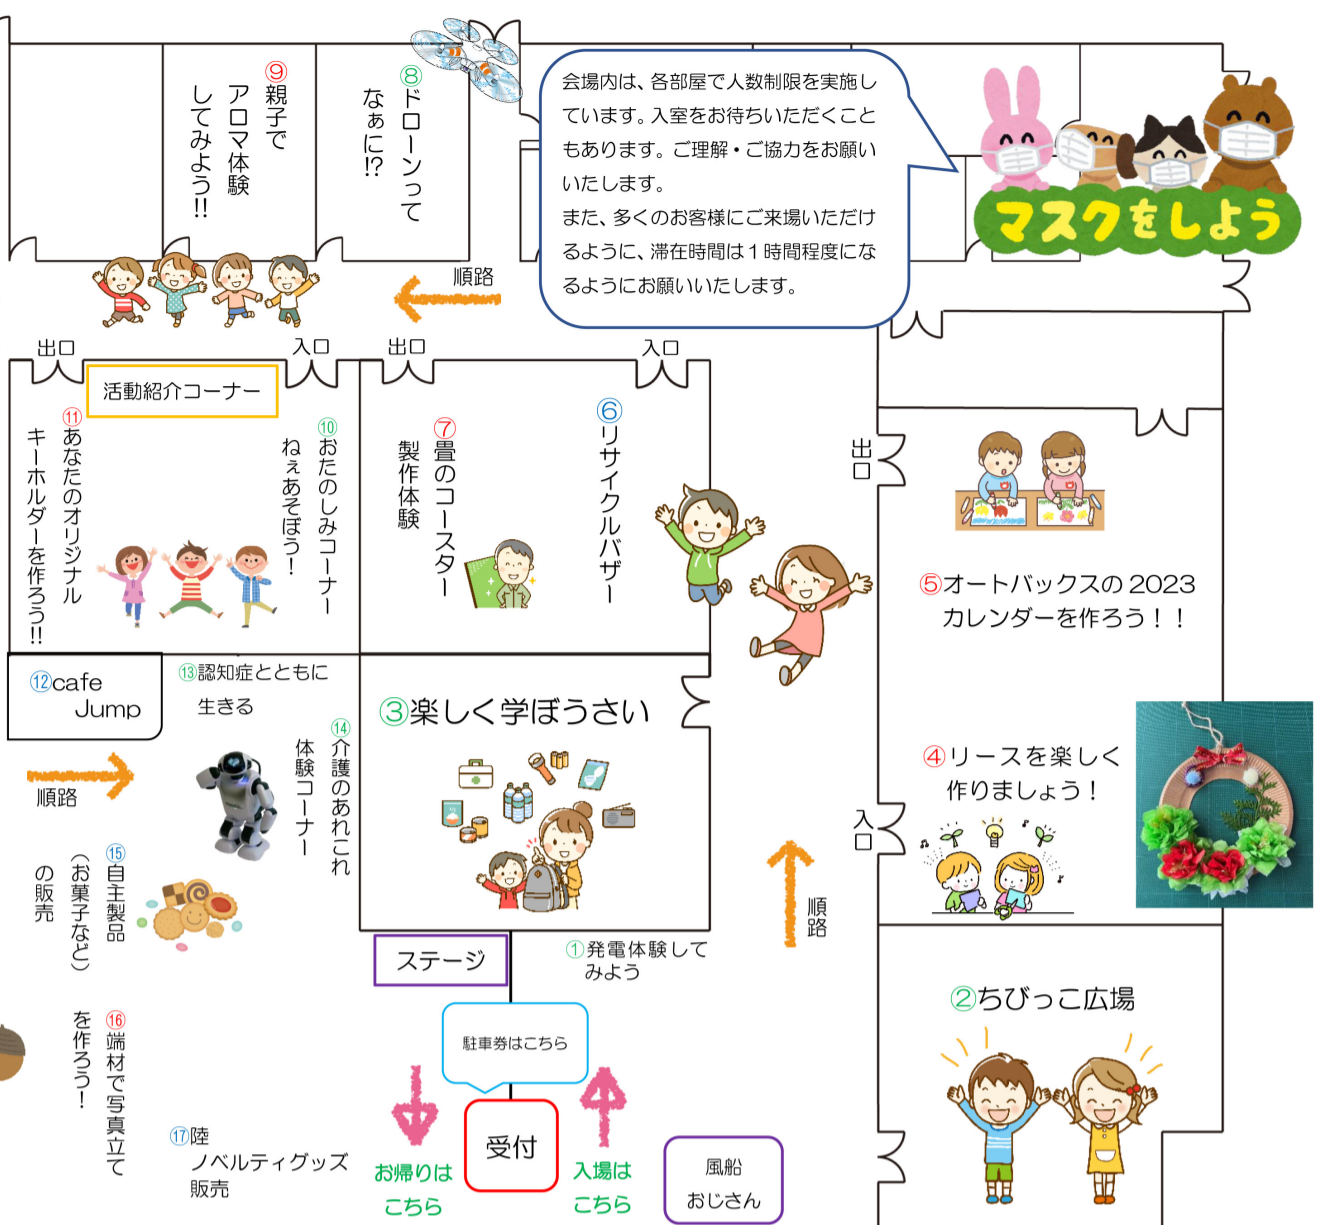 ⑨親子で
アロマ体験
してみよう!!
⑧ドローンって
なぁに!?
会場内は、各部屋で人数制限を実施し
ています。入室をお待ちいただくこと
もあります。ご理解・ご協力をお願い
いたします。
また、多くのお客様にご来場いただけ
るように、滞在時間は１時間程度にな
るようにお願いいたします。
マスクをしよう
順路
出口
入口
出口
入口
活動紹介コーナー
⑪あなたのオリジナル
キーホルダーを作ろう!!
⑩おたのしみコーナー
ねぇあそぼう！
⑦畳のコースター
製作体験
⑥リサイクルバザー
出口
⑤オートバックスの 2023
カレンダーを作ろう！！
⑫cafe
Jump
⑬認知症とともに
生きる
⑭介護のあれこれ
体験コーナー
③楽しく学ぼうさい
④リースを楽しく
作りましょう！
入口
順路
順路
⑮自主製品
（お菓子など）
の販売
ステージ
①発電体験して
みよう
②ちびっこ広場
駐車券はこちら
⑯端材で写真立て
を作ろう！
⑰陸
ノベルティグッズ
販売
お帰りは
こちら
受付
入場は
こちら
風船
おじさん